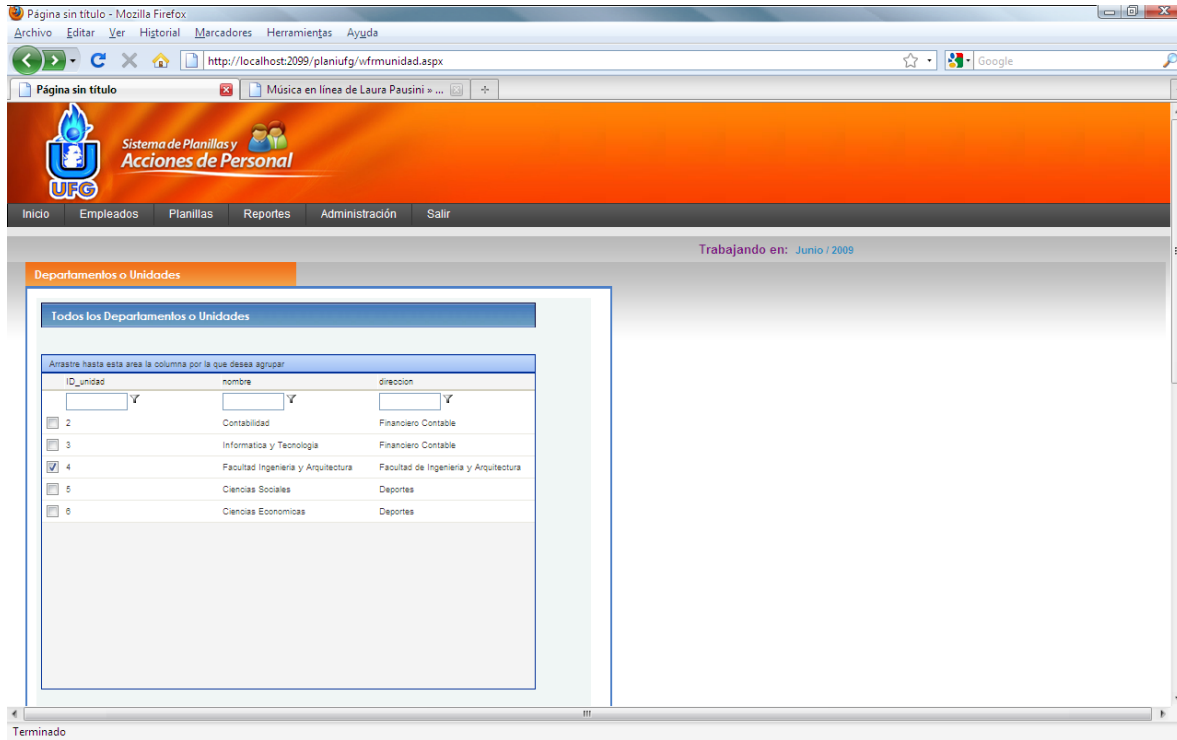 Página sin título - Mozilla Firefox
Archivo Editar Ver Historial Marcadores Herramientas Ayuda
http://localhost:2099/planiufg/wfrmunidad.aspx
Google
Página sin título
Música en línea de Laura Pausini » ...
Sistema de Planillas y
Acciones de Personal
UFG
Inicio Empleados Planillas Reportes Administración Salir
Trabajando en: Junio / 2009
Departamentos o Unidades
Todos los Departamentos o Unidades
Arrastre hasta esta area la columna por la que desea agrupar
ID_unidad nombre direccion
2 Contabilidad Financiero Contable
3 Informatica y Tecnologia Financiero Contable
4 Facultad Ingenieria y Arquitectura Facultad de Ingenieria y Arquitectura
5 Ciencias Sociales Deportes
6 Ciencias Economicas Deportes
Terminado